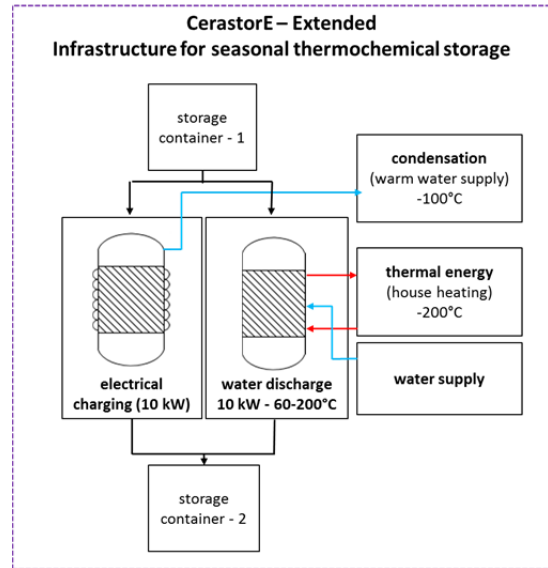 CerastorE – Extended
Infrastructure for seasonal thermochemical storage
storage
container - 1
condensation
(warm water supply)
-100°C
thermal energy
(house heating)
-200°C
water supply
electrical
charging (10 kW)
water discharge
10 kW - 60-200°C
storage
container - 2